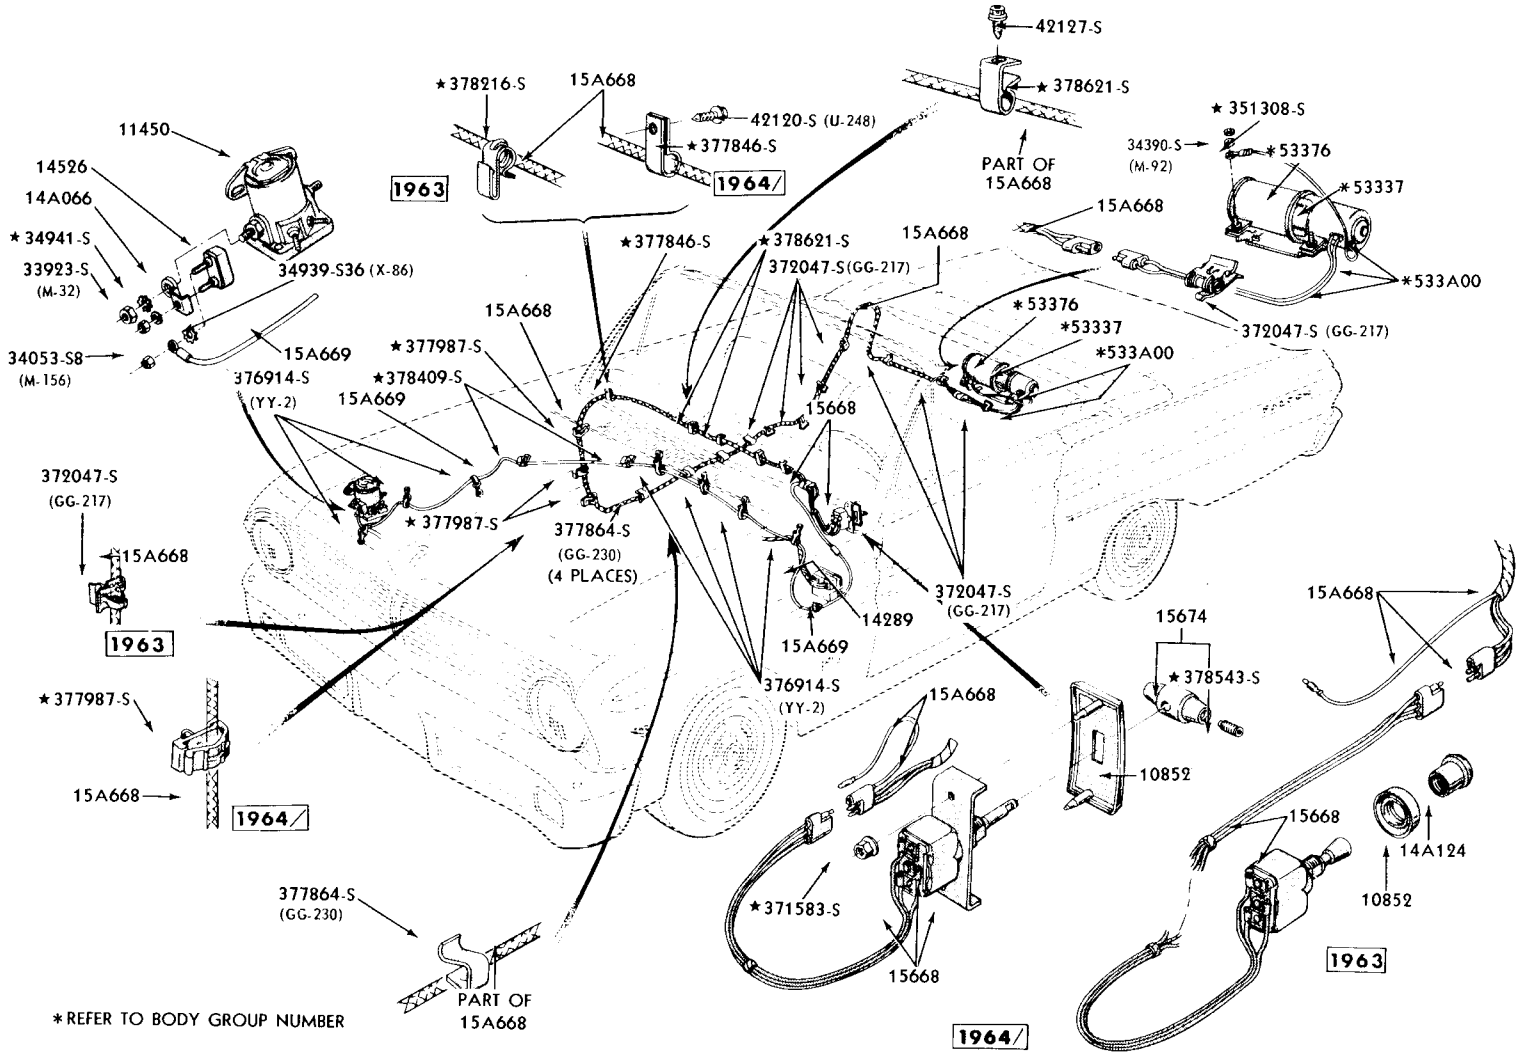 42127-S
★378621-S
PART OF
15A668
★378216-S
15A668
42120-S (U-248)
★377846-S
1963
1964/
★351308-S
34390-S
(M-92)
*53376
*53337
15A668
*533A00
372047-S (GG-217)
11450
14526
14A066
★34941-S
33923-S
(M-32)
34939-S36 (X-86)
34053-S8
(M-156)
15A669
376914-S
(YY-2)
★377846-S
★378621-S
372047-S (GG-217)
15A668
15A668
★377987-S
★378409-S
15A669
*53376
*53337
*533A00
15668
372047-S
(GG-217)
15A668
1963
★377987-S
377864-S
(GG-230)
(4 PLACES)
14289
15A669
376914-S
(YY-2)
372047-S
(GG-217)
★377987-S
15A668
1964/
377864-S
(GG-230)
PART OF
15A668
15A668
15674
★378543-S
10852
★371583-S
15668
1964/
15A668
15668
14A124
10852
1963
*REFER TO BODY GROUP NUMBER